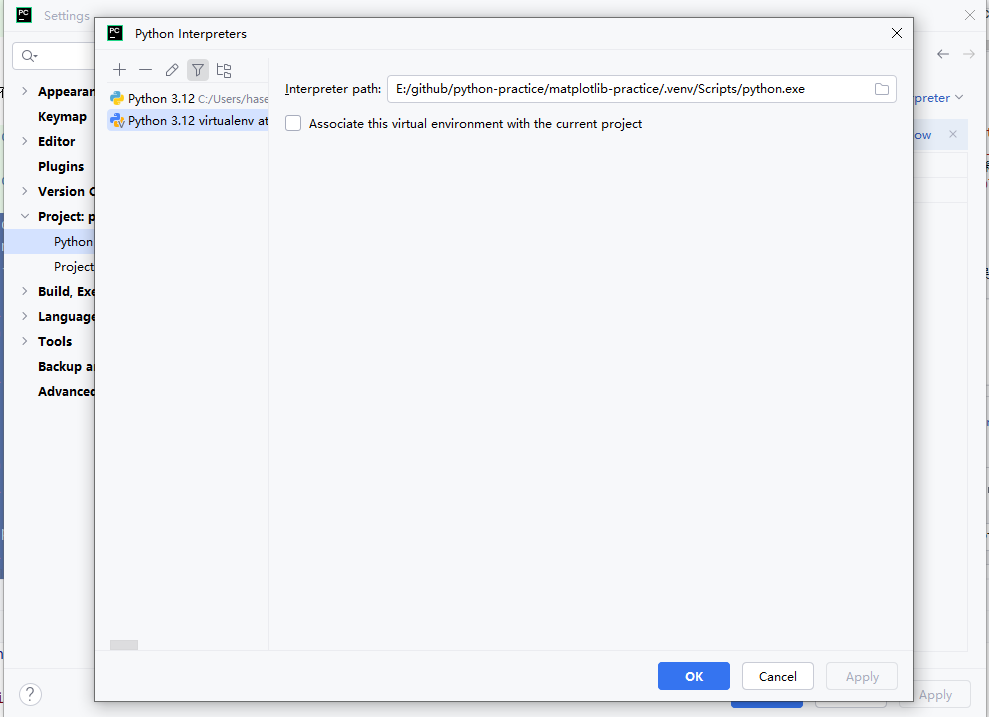 Settings
Python Interpreters
Appearan
Keymap
Editor
Plugins
Version C
Project: p
Python
Project
Build, Exe
Language
Tools
Backup a
Advanced
Python 3.12 C:/Users/hase
Python 3.12 virtualenv at
Interpreter path: E:/github/python-practice/matplotlib-practice/.venv/Scripts/python.exe
Associate this virtual environment with the current project
preter
ow
OK
Cancel
Apply
?
Apply